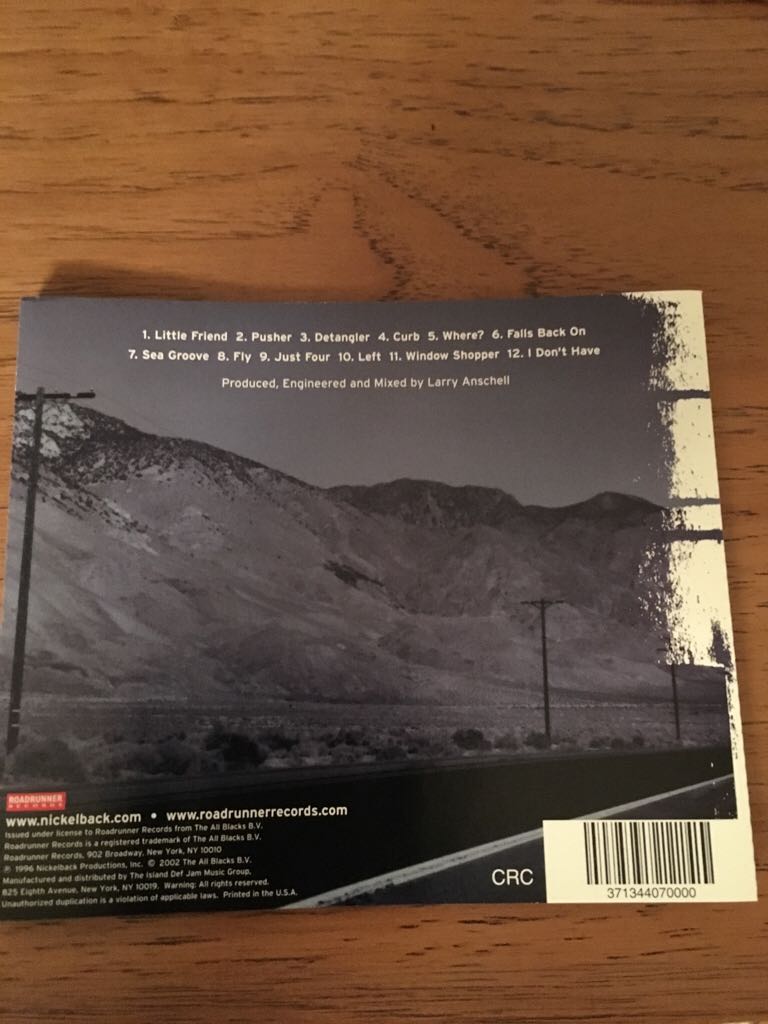 1. Little Friend 2. Pusher 3. Detangler 4. Curb 5. Where? 6. Falls Back On
7. Sea Groove 8. Fly 9. Just Four 10. Left 11. Window Shopper 12. I Don't Have
Produced, Engineered and Mixed by Larry Anschell
ROADRUNNER
RECORDS
www.nickelback.com • www.roadrunnerrecords.com
Issued under license to Roadrunner Records from The All Blacks B.V.
Roadrunner Records is a registered trademark of The All Blacks B.V.
Roadrunner Records, 902 Broadway, New York, NY 10010
℗ 1996 Nickelback Productions, Inc. © 2002 The All Blacks B.V.
Manufactured and distributed by The Island Def Jam Music Group,
825 Eighth Avenue, New York, NY 10019. Warning: All rights reserved.
Unauthorized duplication is a violation of applicable laws. Printed in the U.S.A.
CRC
371344070000